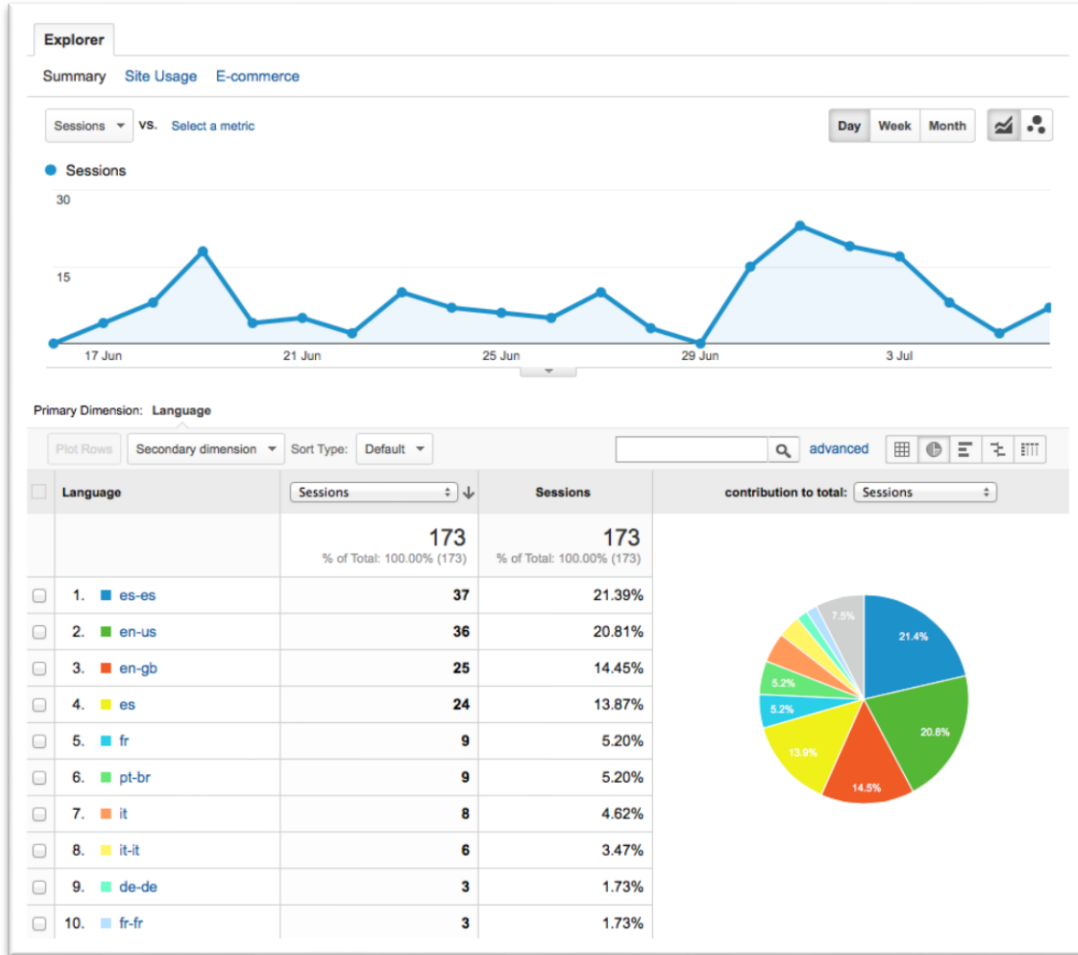 Explorer
Summary Site Usage E-commerce
Sessions VS. Select a metric Day Week Month
Sessions
30
15
17 Jun 21 Jun 25 Jun 29 Jun 3 Jul
Primary Dimension: Language
Plot Rows Secondary dimension Sort Type: Default advanced
Language Sessions Sessions contribution to total: Sessions
173 173
% of Total: 100.00% (173) % of Total: 100.00% (173)
1. es-es 37 21.39%
2. en-us 36 20.81%
3. en-gb 25 14.45%
4. es 24 13.87%
5. fr 9 5.20%
6. pt-br 9 5.20%
7. it 8 4.62%
8. it-it 6 3.47%
9. de-de 3 1.73%
10. fr-fr 3 1.73%
7.5%
21.4%
5.2%
5.2%
20.8%
13.9%
14.5%